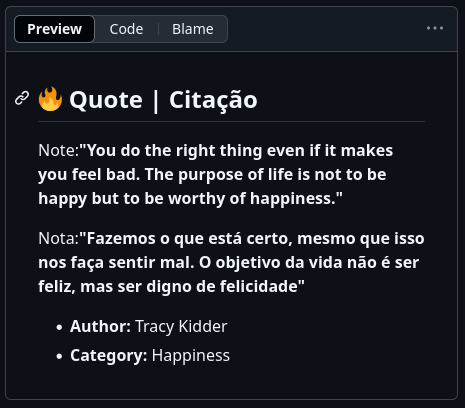 Preview Code Blame
🔥 Quote | Citação
Note:"You do the right thing even if it makes
you feel bad. The purpose of life is not to be
happy but to be worthy of happiness."
Nota:"Fazemos o que está certo, mesmo que isso
nos faça sentir mal. O objetivo da vida não é ser
feliz, mas ser digno de felicidade"
• Author: Tracy Kidder
• Category: Happiness